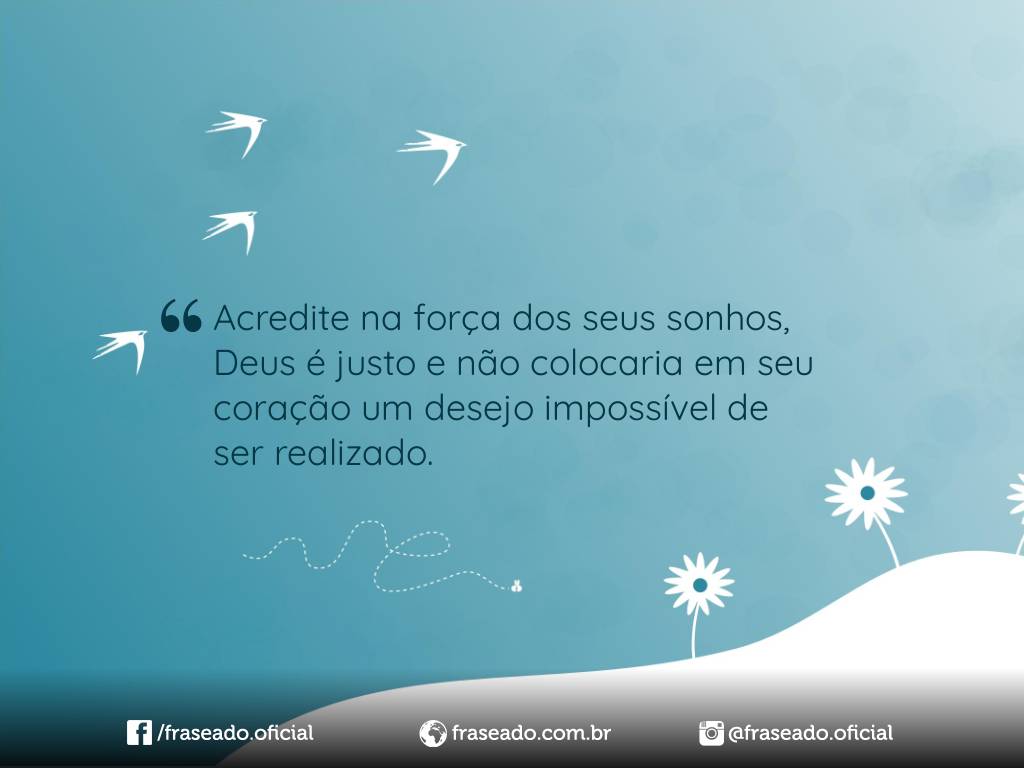 ❝ Acredite na força dos seus sonhos,
Deus é justo e não colocaria em seu
coração um desejo impossível de
ser realizado.
/fraseado.oficial
fraseado.com.br
@fraseado.oficial